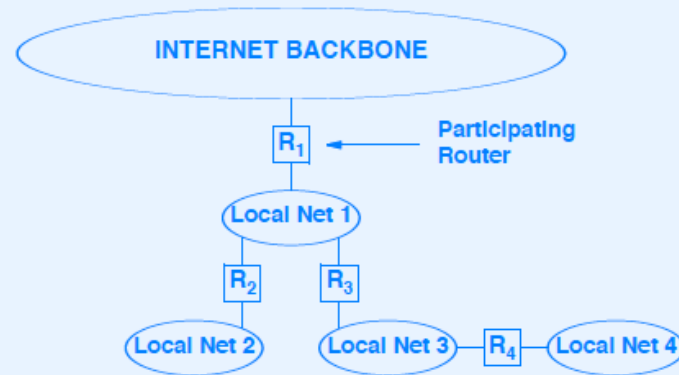 INTERNET BACKBONE
R1
Participating
Router
Local Net 1
R2
R3
Local Net 2
Local Net 3
R4
Local Net 4